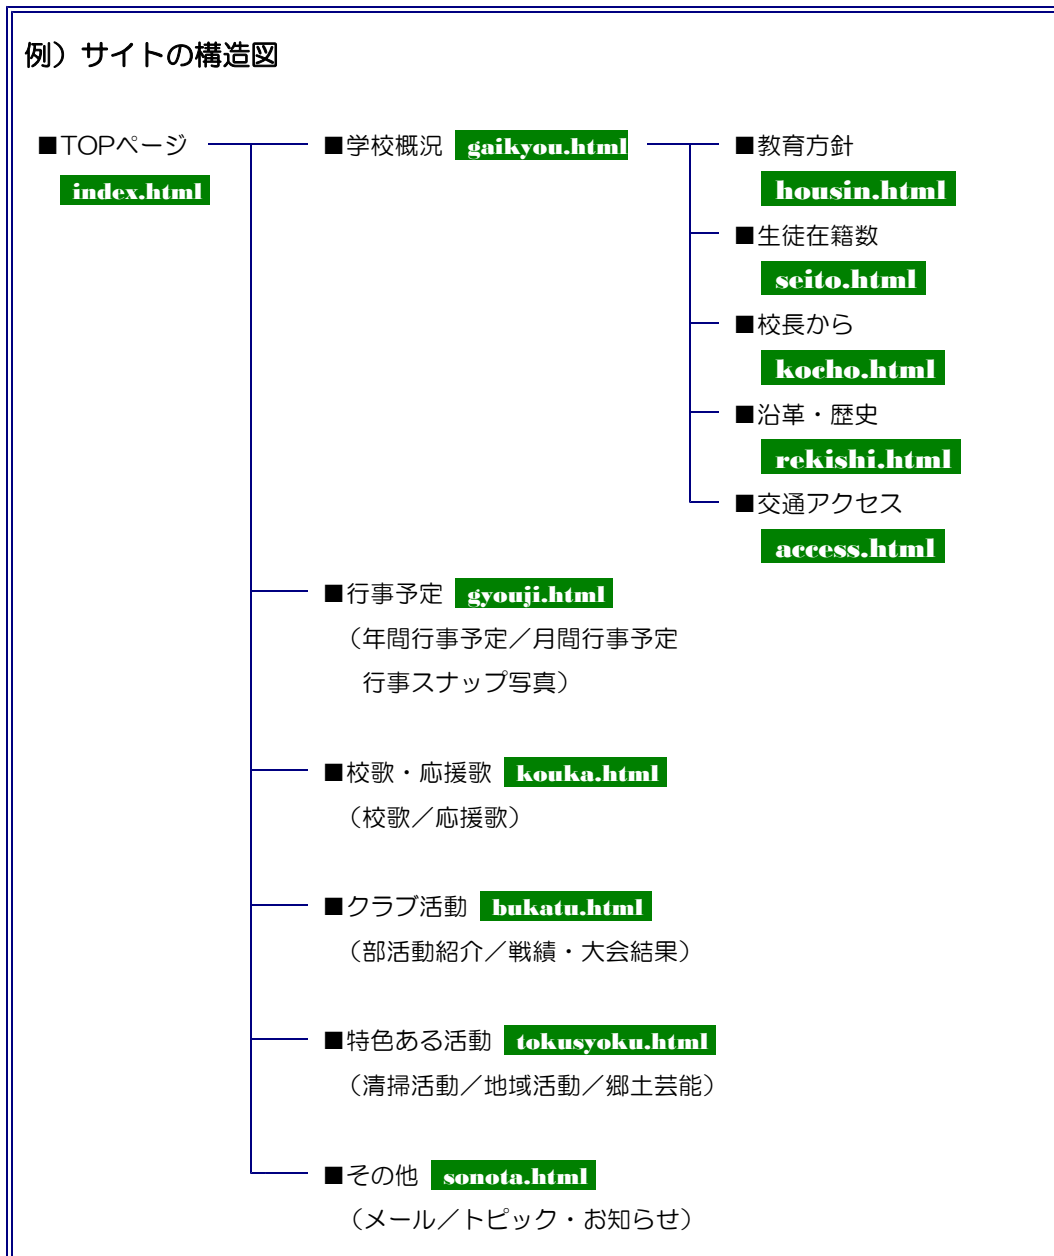 例）サイトの構造図
■TOPページ
index.html
■学校概況 gaikyou.html
■教育方針
housin.html
■生徒在籍数
seito.html
■校長から
kocho.html
■沿革・歴史
rekishi.html
■交通アクセス
access.html
■行事予定 gyouji.html
（年間行事予定／月間行事予定
行事スナップ写真）
■校歌・応援歌 kouka.html
（校歌／応援歌）
■クラブ活動 bukatu.html
（部活動紹介／戦績・大会結果）
■特色ある活動 tokusyoku.html
（清掃活動／地域活動／郷土芸能）
■その他 sonota.html
（メール／トピック・お知らせ）